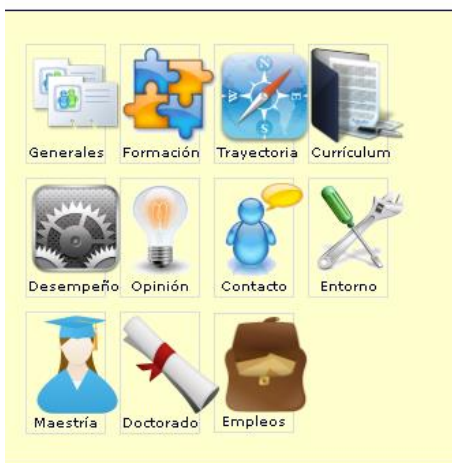 Generales Formación Trayectoria Currículum
Desempeño Opinión Contacto Entorno
Maestría Doctorado Empleos